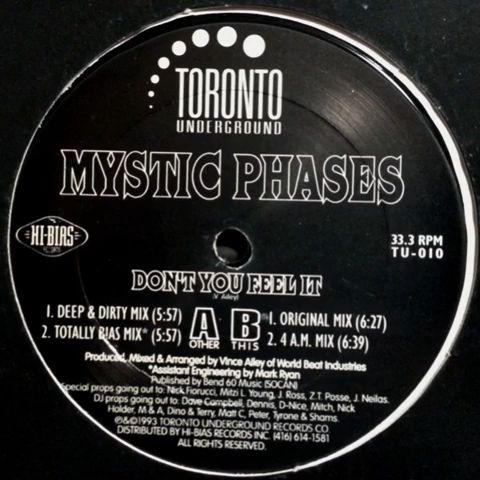 TORONTO
UNDERGROUND
MYSTIC PHASES
HI-BIAS
33.3 RPM
TU-010
DON'T YOU FEEL IT
(V. Ailey)
1. DEEP & DIRTY MIX (5:57)
2. TOTALLY BIAS MIX* (5:57)
A
OTHER
B
THIS
1. ORIGINAL MIX (6:27)
2. 4 A.M. MIX (6:39)
Produced, Mixed & Arranged by Vince Ailey of World Beat Industries
*Assistant Engineering by Mark Ryan
Published by Bend 60 Music (SOCAN)
Special props going out to: Nick Fiorucci, Mitzi L. Young, J. Ross, Z.T. Posse, J. Neilas.
DJ props going out to: Dave Campbell, Dennis, D-Nice, Mitch, Nick
Holder, M & A, Dino & Terry, Matt C, Peter, Tyrone & Shams.
℗&©1993 TORONTO UNDERGROUND RECORDS CO.
DISTRIBUTED BY HI-BIAS RECORDS INC. (416) 614-1581
ALL RIGHTS RESERVED.